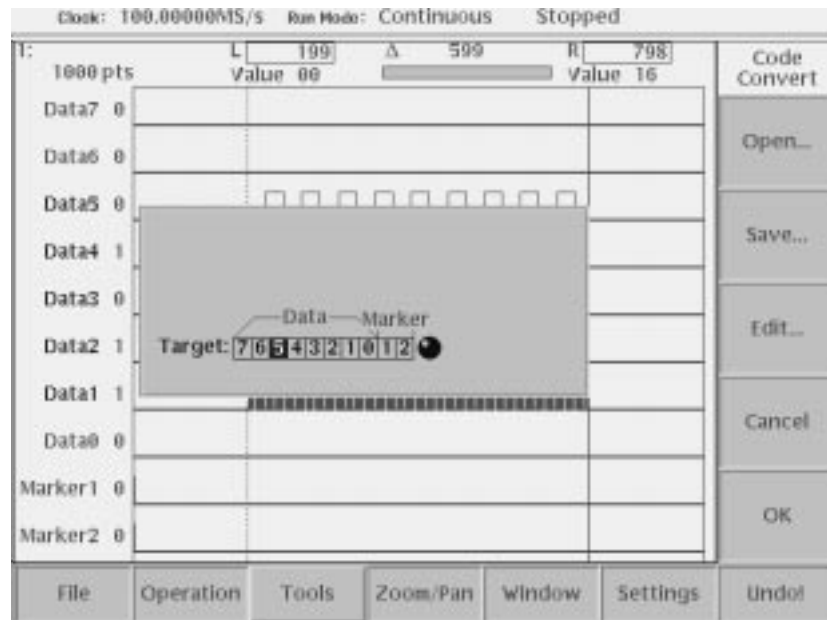 Clock: 100.00000MS/s Run Mode: Continuous Stopped
1: L 199 Δ 599 R 798 Code
1000 pts Value 00 Value 16 Convert
Data7 0
Open...
Data6 0
Data5 0
Save...
Data4 1
Data3 0
Data Marker
Edit...
Data2 1 Target: 7 6 5 4 3 2 1 0 1 2
Data1 1
Cancel
Data0 0
Marker1 0
OK
Marker2 0
File Operation Tools Zoom/Pan Window Settings Undo!